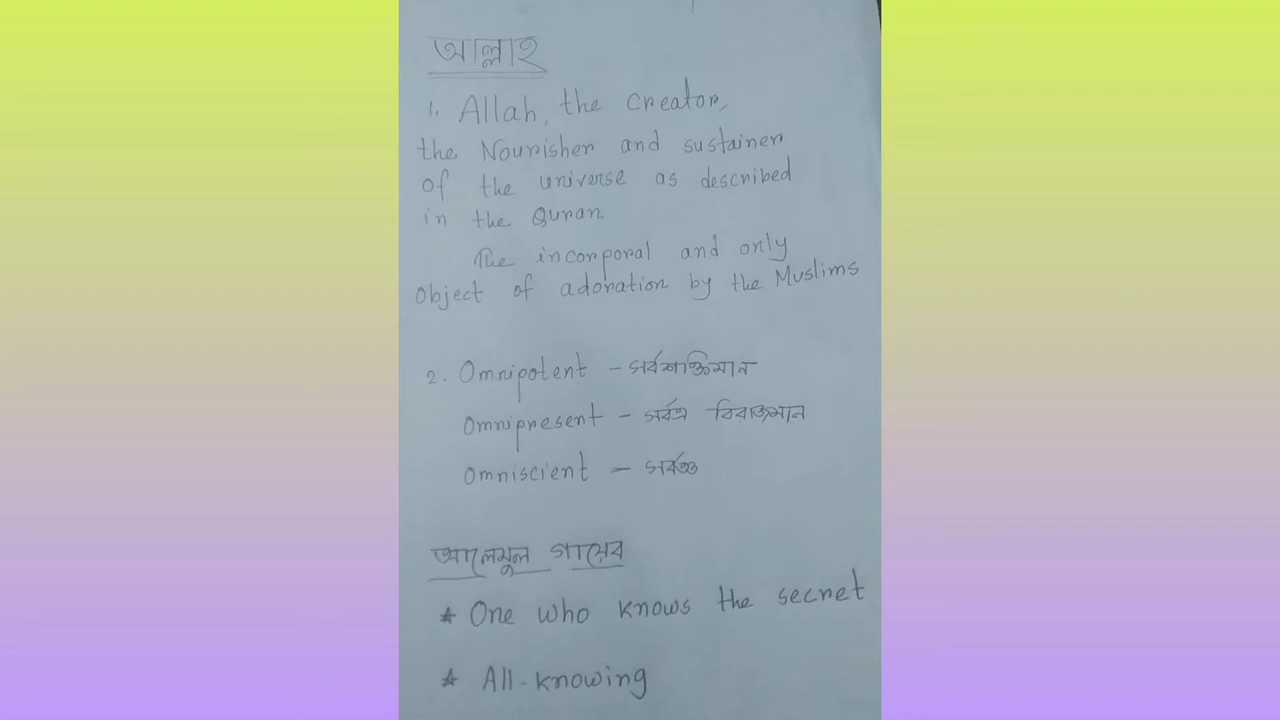 আল্লাহ
1. Allah, the creator,
the Nourisher and sustainer
of the universe as described
in the Quran
The incorporal and only
object of adoration by the Muslims
2. Omnipotent - সর্বশক্তিমান
Omnipresent - সর্বত্র বিরাজমান
Omniscient - সর্বজ্ঞ
আলেমুল গায়েব
* One who knows the secret
* All-knowing